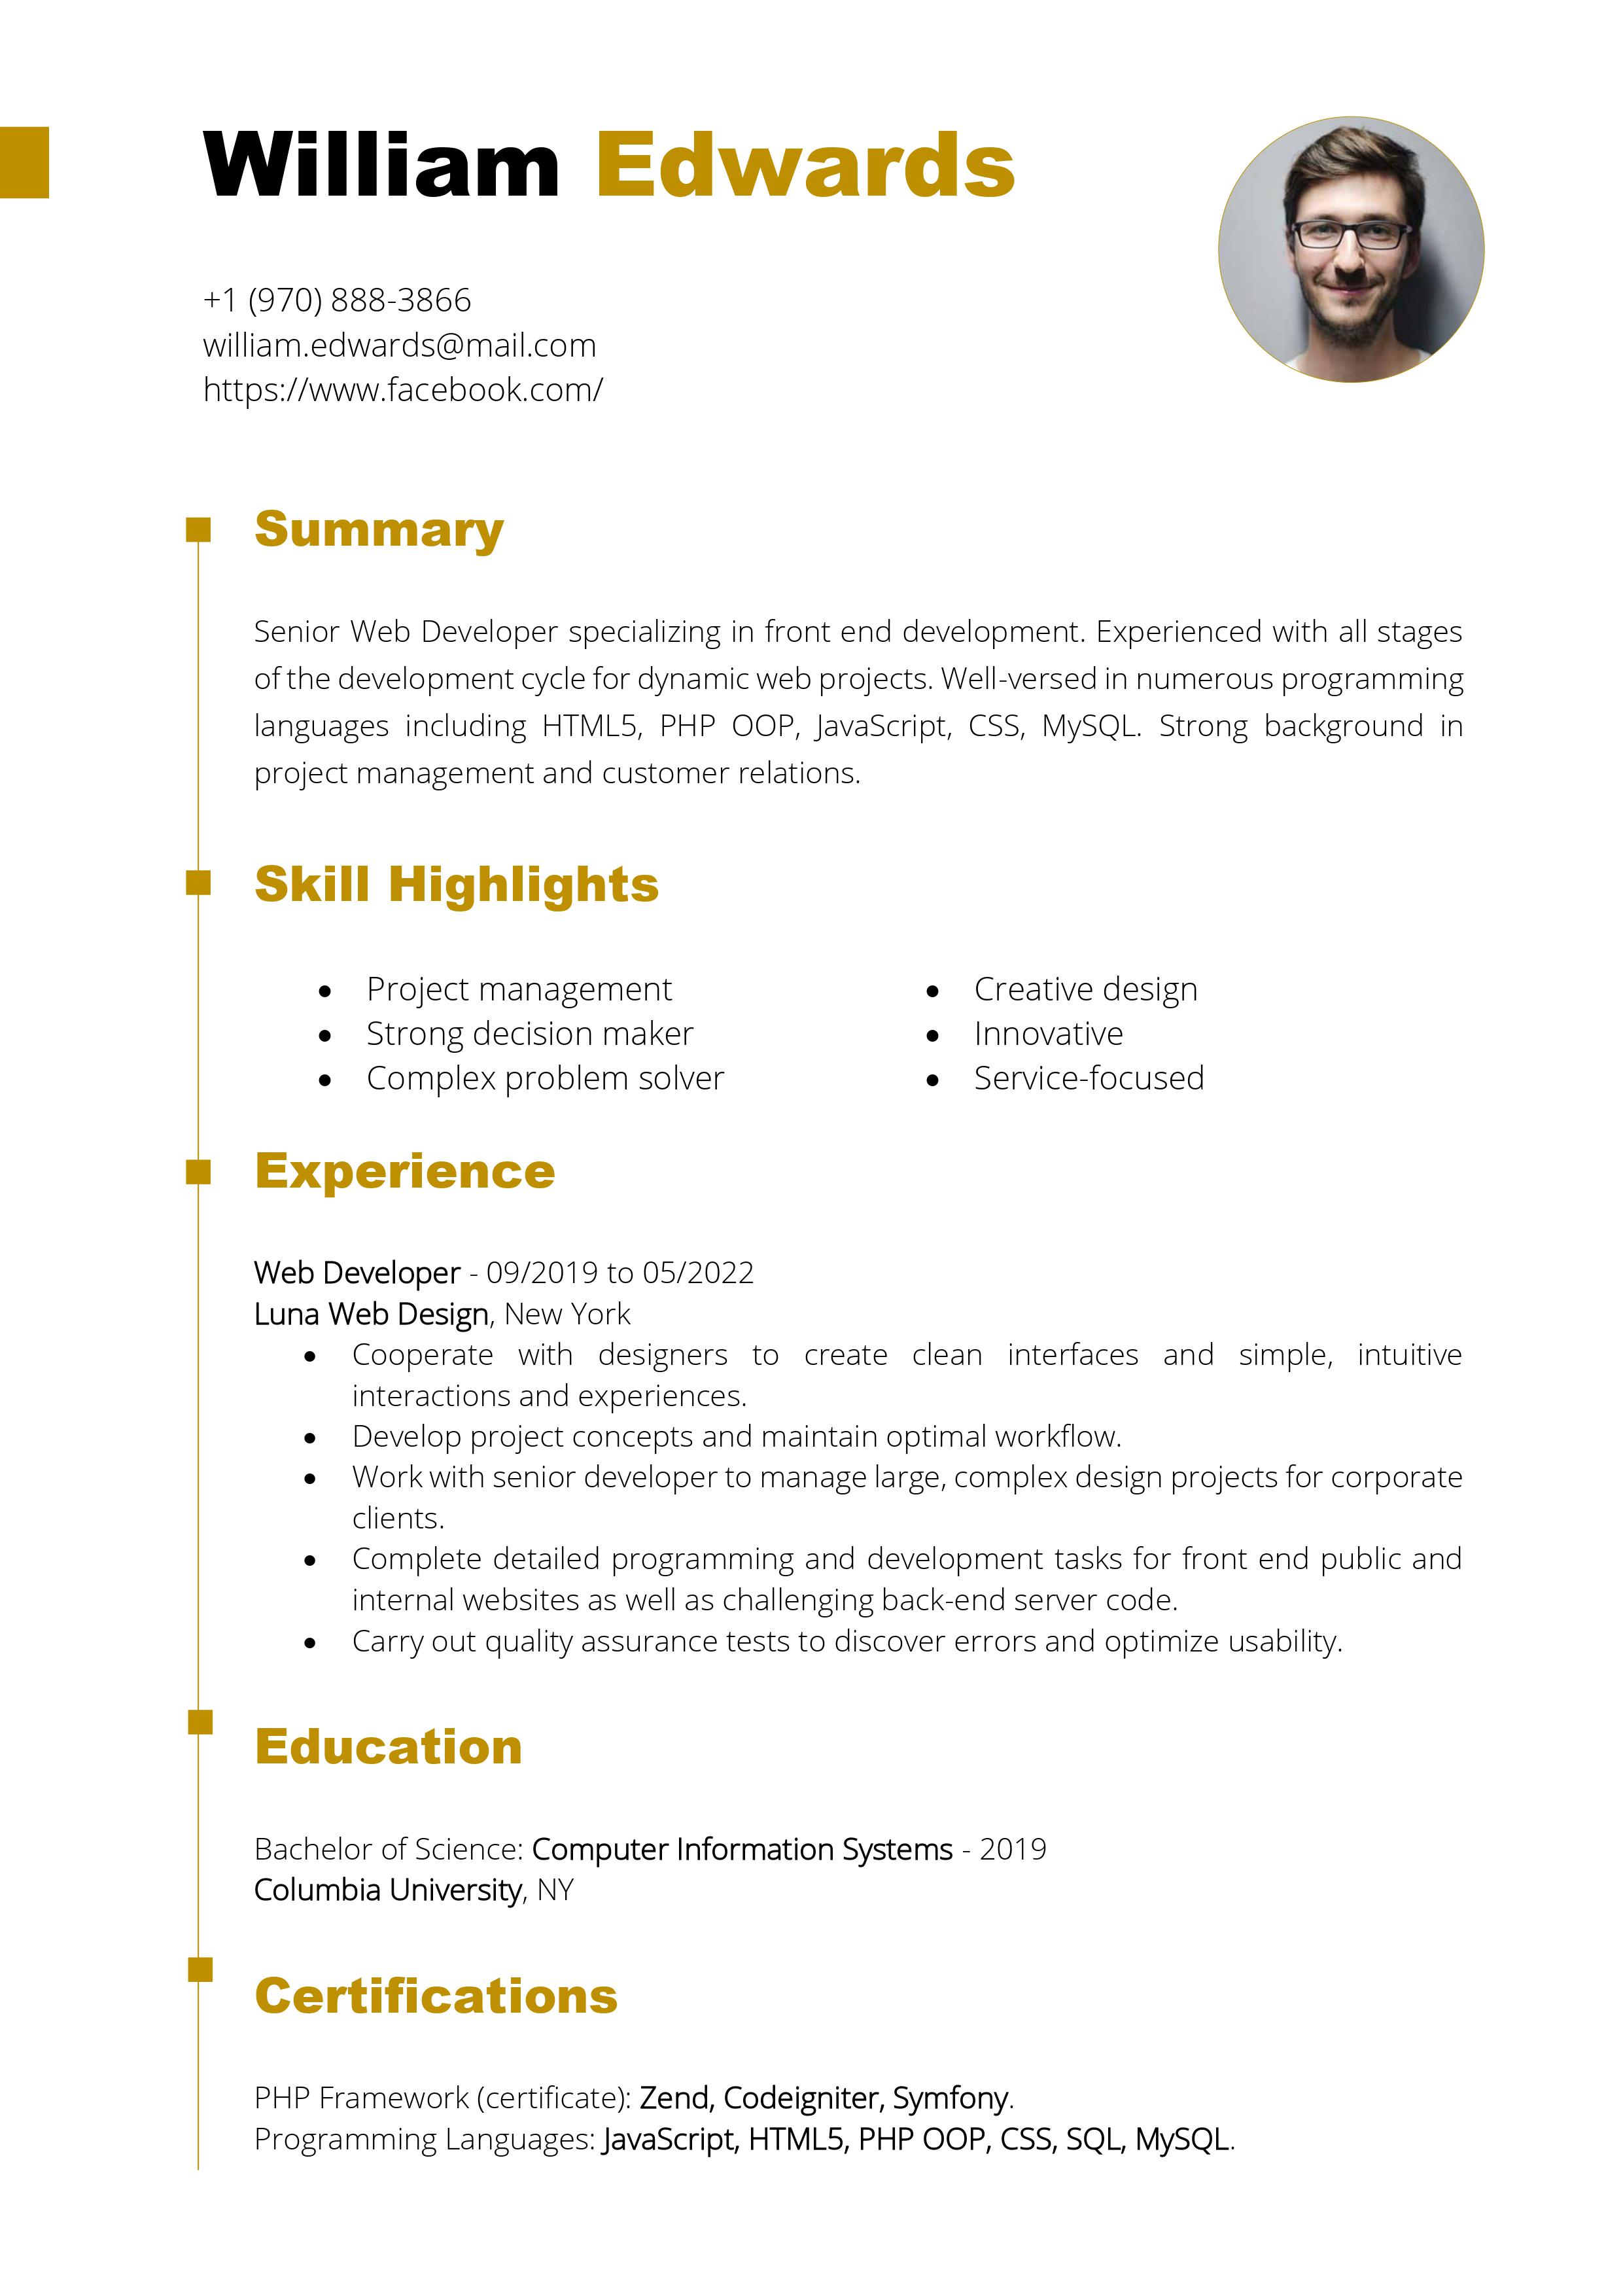 William Edwards
+1 (970) 888-3866
william.edwards@mail.com
https://www.facebook.com/
Summary
Senior Web Developer specializing in front end development. Experienced with all stages
of the development cycle for dynamic web projects. Well-versed in numerous programming
languages including HTML5, PHP OOP, JavaScript, CSS, MySQL. Strong background in
project management and customer relations.
Skill Highlights
• Project management
• Strong decision maker
• Complex problem solver
• Creative design
• Innovative
• Service-focused
Experience
Web Developer - 09/2019 to 05/2022
Luna Web Design, New York
• Cooperate with designers to create clean interfaces and simple, intuitive
interactions and experiences.
• Develop project concepts and maintain optimal workflow.
• Work with senior developer to manage large, complex design projects for corporate
clients.
• Complete detailed programming and development tasks for front end public and
internal websites as well as challenging back-end server code.
• Carry out quality assurance tests to discover errors and optimize usability.
Education
Bachelor of Science: Computer Information Systems - 2019
Columbia University, NY
Certifications
PHP Framework (certificate): Zend, Codeigniter, Symfony.
Programming Languages: JavaScript, HTML5, PHP OOP, CSS, SQL, MySQL.